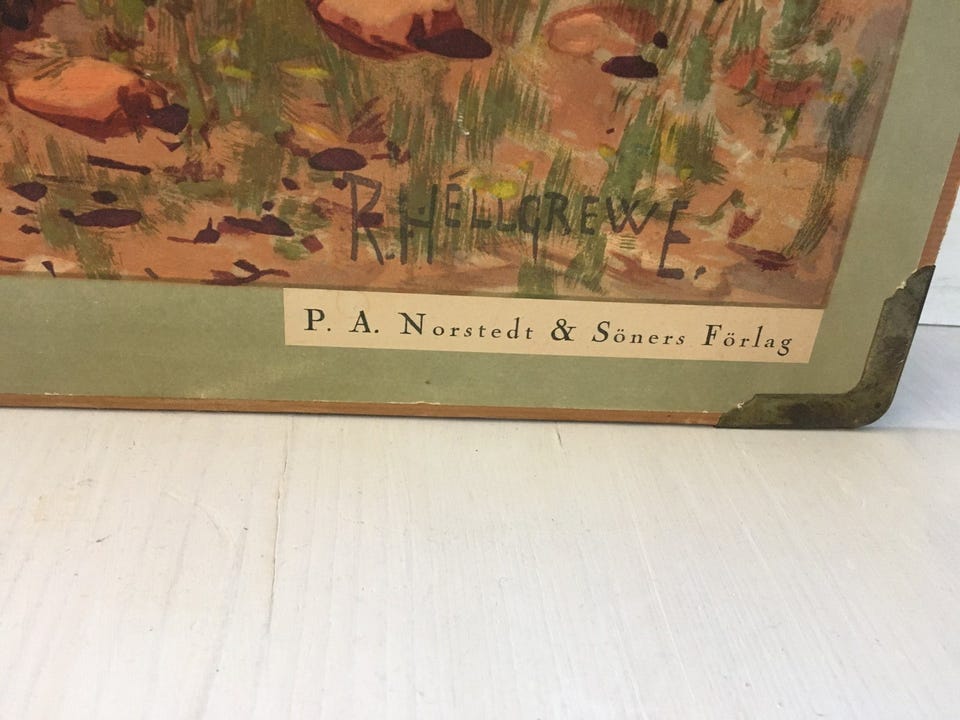 R. HELLGREWE.
P. A. Norstedt & Söners Förlag